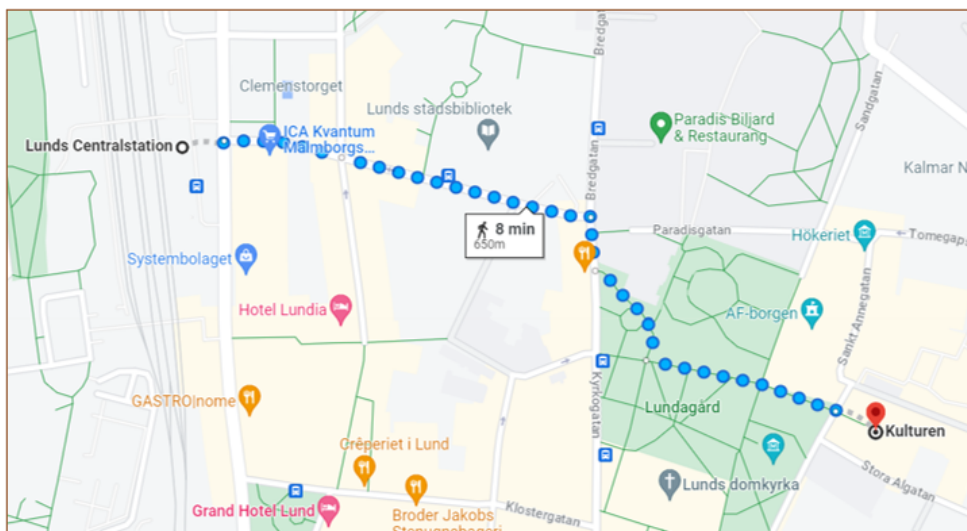 Bredgatan
Sandgatan
Clemenstorget
Lunds stadsbibliotek
Paradis Biljard
& Restaurang
ICA Kvantum
Malmborgs...
Lunds Centralstation
Kalmar N
Bredgatan
8 min
650m
Paradisgatan
Hökeriet
Systembolaget
Hotel Lundia
AF-borgen
Sankt Annegatan
GASTRO|nome
Kyrkogatan
Lundagård
Kulturen
Crêperiet i Lund
Lunds domkyrka
Stora Algatan
Grand Hotel Lund
Broder Jakobs
Klostergatan